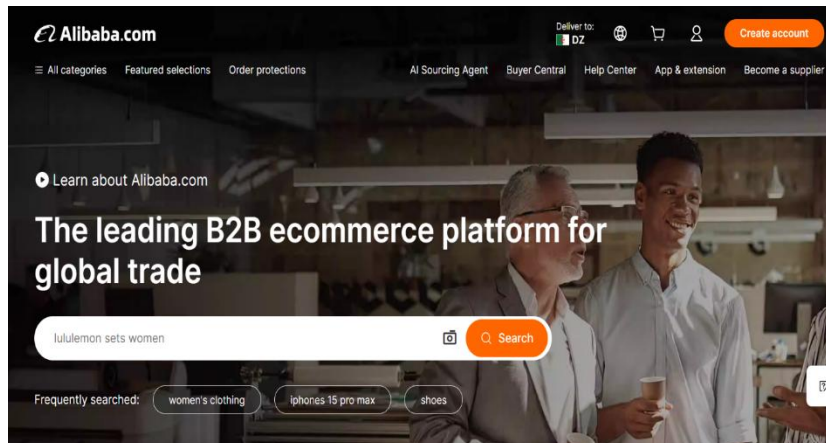 Alibaba.com
Deliver to:
DZ
Create account
All categories Featured selections Order protections AI Sourcing Agent Buyer Central Help Center App & extension Become a supplier
Learn about Alibaba.com
The leading B2B ecommerce platform for
global trade
lululemon sets women Search
Frequently searched: women's clothing iphones 15 pro max shoes